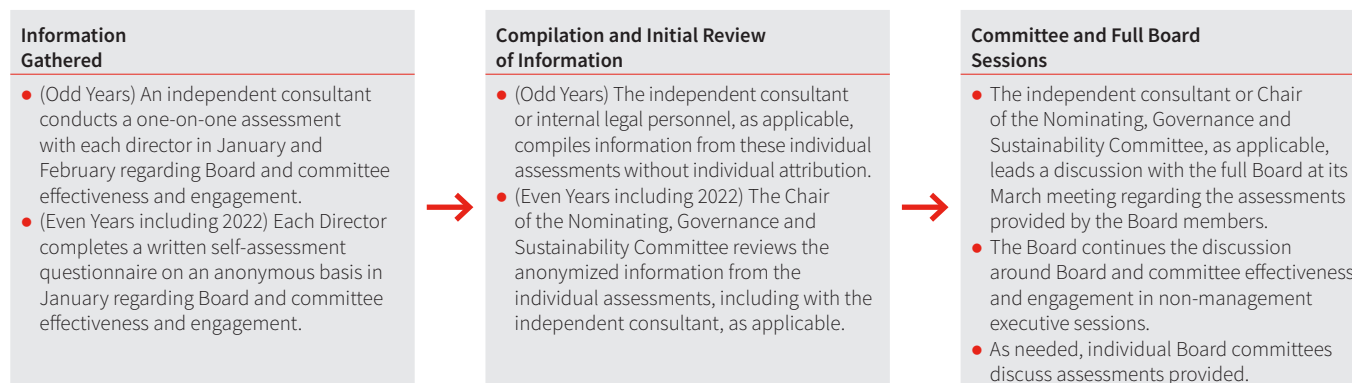 Information
Gathered
● (Odd Years) An independent consultant
conducts a one-on-one assessment
with each director in January and
February regarding Board and committee
effectiveness and engagement.
● (Even Years including 2022) Each Director
completes a written self-assessment
questionnaire on an anonymous basis in
January regarding Board and committee
effectiveness and engagement.
Compilation and Initial Review
of Information
● (Odd Years) The independent consultant
or internal legal personnel, as applicable,
compiles information from these individual
assessments without individual attribution.
● (Even Years including 2022) The Chair
of the Nominating, Governance and
Sustainability Committee reviews the
anonymized information from the
individual assessments, including with the
independent consultant, as applicable.
Committee and Full Board
Sessions
● The independent consultant or Chair
of the Nominating, Governance and
Sustainability Committee, as applicable,
leads a discussion with the full Board at its
March meeting regarding the assessments
provided by the Board members.
● The Board continues the discussion
around Board and committee effectiveness
and engagement in non-management
executive sessions.
● As needed, individual Board committees
discuss assessments provided.